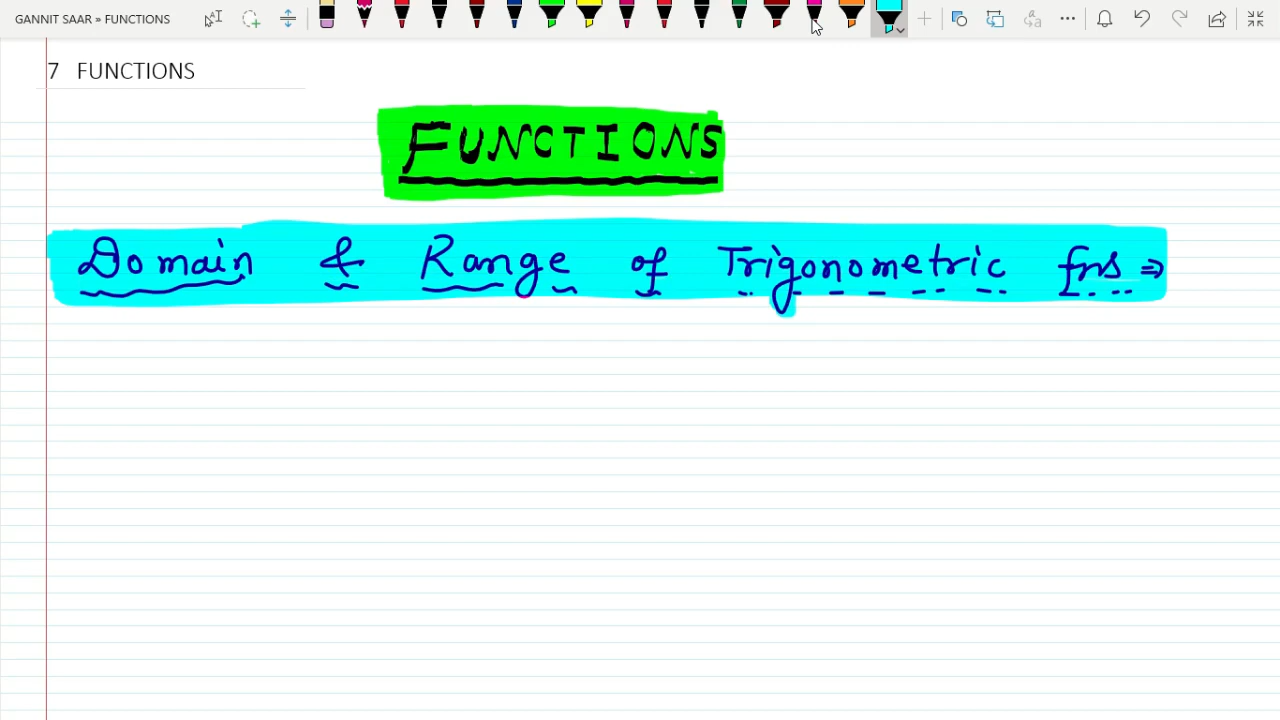 GANNIT SAAR » FUNCTIONS
7 FUNCTIONS
FUNCTIONS
Domain & Range of Trigonometric fns ⇒